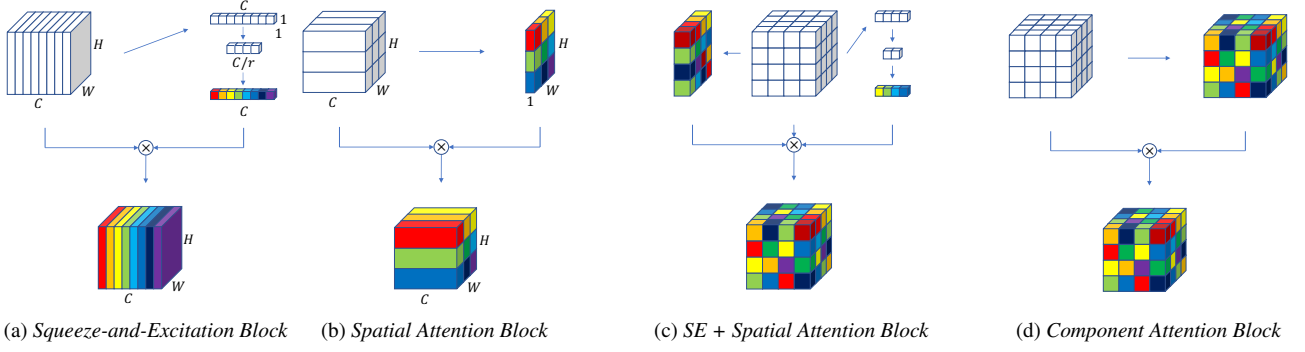 C
1
1
C/r
C
H
W
C
H
W
C
H
W
1
H
W
C
H
W
C
(a) Squeeze-and-Excitation Block
(b) Spatial Attention Block
(c) SE + Spatial Attention Block
(d) Component Attention Block